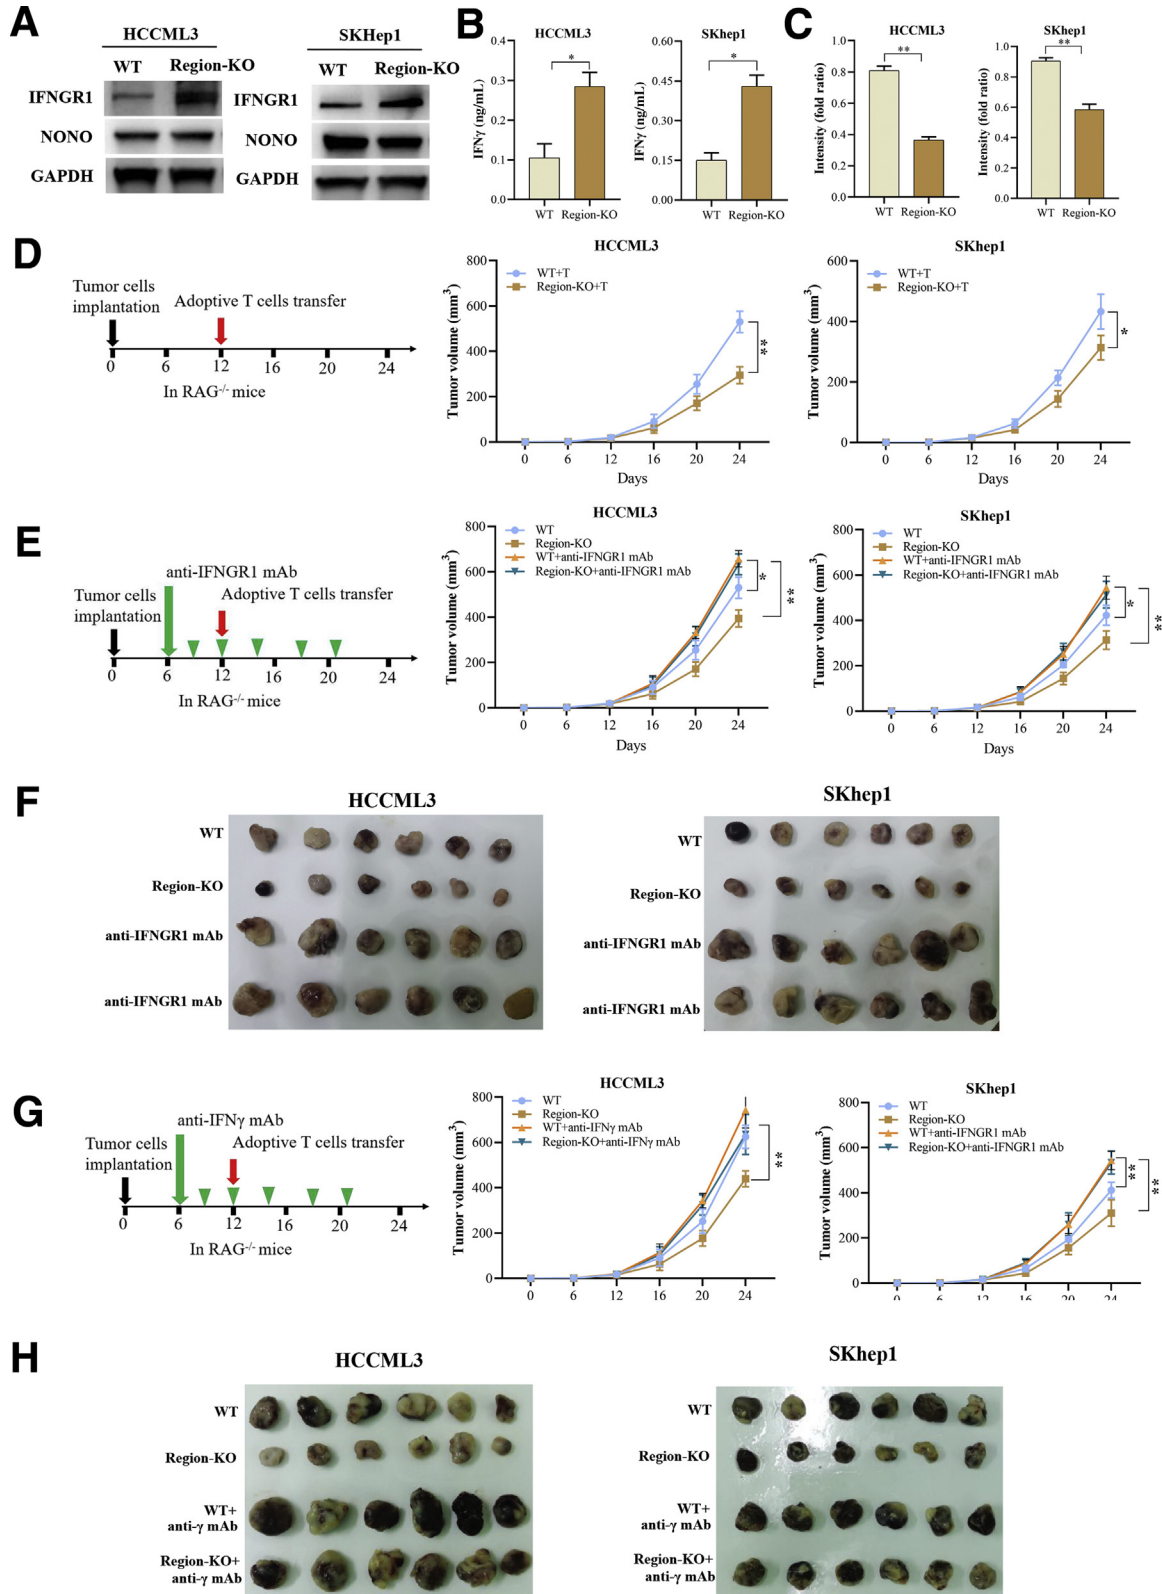 A
HCCML3
WT Region-KO
IFNGR1
NONO
GAPDH
SKHep1
WT Region-KO
IFNGR1
NONO
GAPDH
B
HCCML3
IFNγ (ng/mL)
0.4
0.3
0.2
0.1
0.0
*
WT Region-KO
SKhep1
IFNγ (ng/mL)
0.60
0.45
0.30
0.15
0.00
*
WT Region-KO
C
HCCML3
Intensity (fold ratio)
1.0
0.8
0.6
0.4
0.2
0.0
**
WT Region-KO
SKhep1
Intensity (fold ratio)
1.0
0.8
0.6
0.4
0.2
0.0
**
WT Region-KO
D
Tumor cells
implantation
Adoptive T cells transfer
0 6 12 16 20 24
In RAG-/- mice
HCCML3
Tumor volume (mm3)
800
600
400
200
0
WT+T
Region-KO+T
**
0 6 12 16 20 24
Days
SKhep1
Tumor volume (mm3)
600
400
200
0
WT+T
Region-KO+T
*
0 6 12 16 20 24
Days
E
anti-IFNGR1 mAb
Tumor cells
implantation
Adoptive T cells transfer
0 6 12 16 20 24
In RAG-/- mice
HCCML3
Tumor volume (mm3)
800
600
400
200
0
WT
Region-KO
WT+anti-IFNGR1 mAb
Region-KO+anti-IFNGR1 mAb
*
**
0 6 12 16 20 24
Days
SKhep1
Tumor volume (mm3)
800
600
400
200
0
WT
Region-KO
WT+anti-IFNGR1 mAb
Region-KO+anti-IFNGR1 mAb
*
**
0 6 12 16 20 24
Days
F
HCCML3
WT
Region-KO
anti-IFNGR1 mAb
anti-IFNGR1 mAb
SKhep1
WT
Region-KO
anti-IFNGR1 mAb
anti-IFNGR1 mAb
G
anti-IFNγ mAb
Tumor cells
implantation
Adoptive T cells transfer
0 6 12 16 20 24
In RAG-/- mice
HCCML3
Tumor volume (mm3)
800
600
400
200
0
WT
Region-KO
WT+anti-IFNγ mAb
Region-KO+anti-IFNγ mAb
**
0 6 12 16 20 24
SKhep1
Tumor volume (mm3)
800
600
400
200
0
WT
Region-KO
WT+anti-IFNGR1 mAb
Region-KO+anti-IFNGR1 mAb
**
**
0 6 12 16 20 24
H
HCCML3
WT
Region-KO
WT+
anti-γ mAb
Region-KO+
anti-γ mAb
SKhep1
WT
Region-KO
WT+
anti-γ mAb
Region-KO+
anti-γ mAb